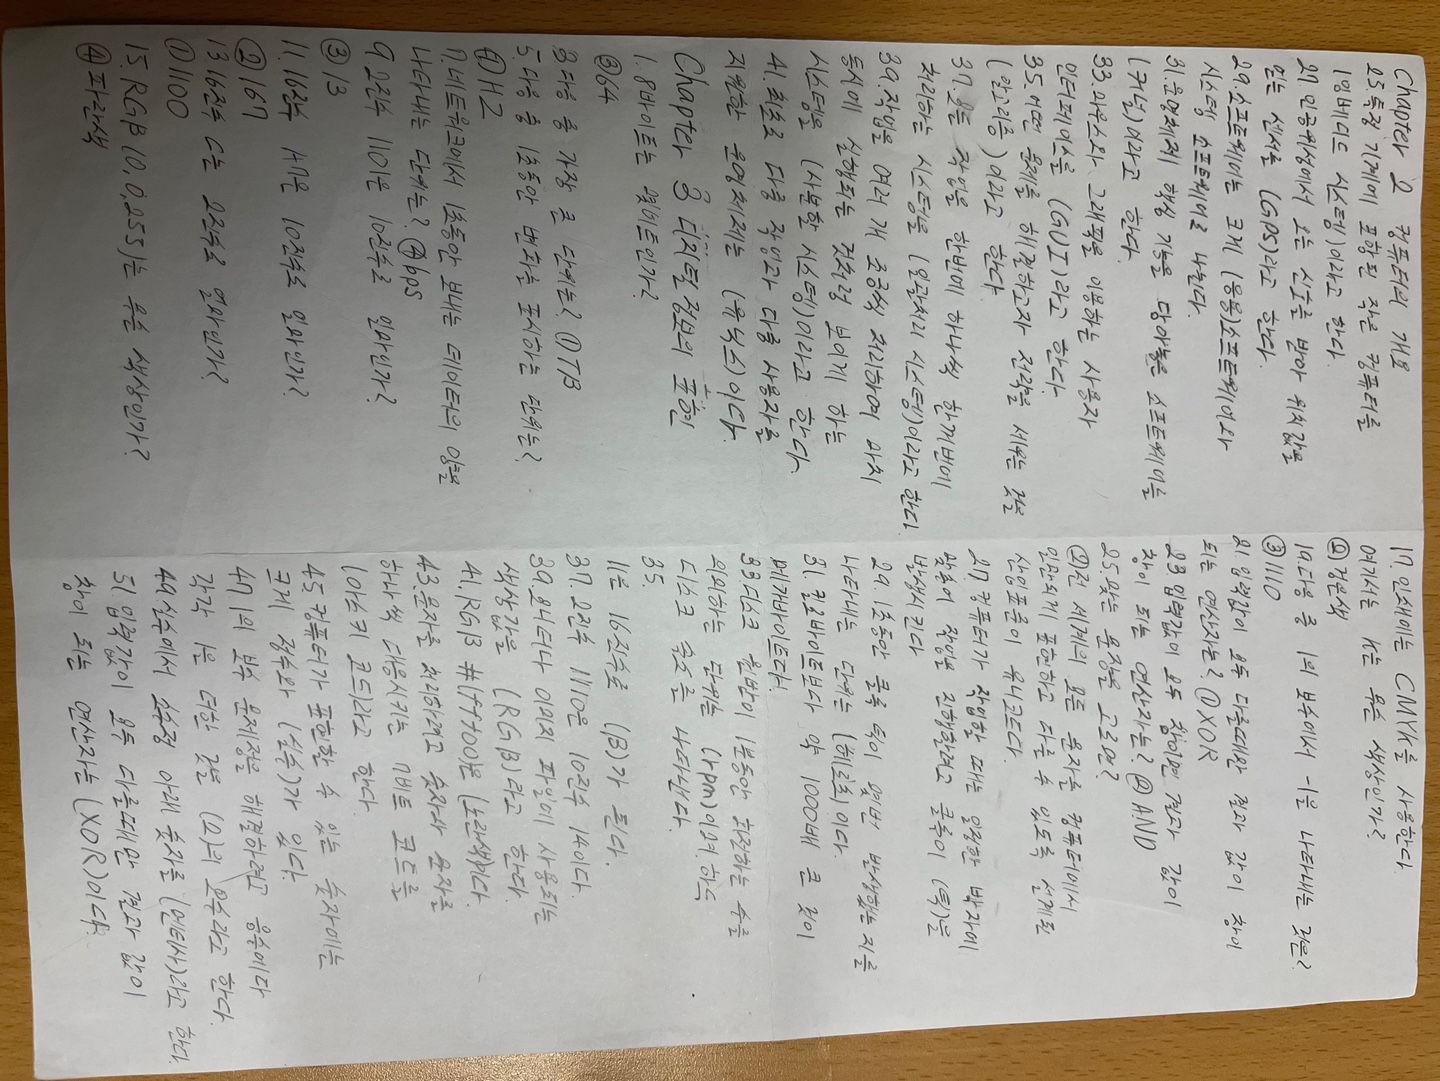 Chapter 2 컴퓨터의 개요
25.특정 기계에 포함된 작은 컴퓨터를
(임베디드 시스템)이라고 한다.
27.인공위성에서 오는 신호를 받아 위치값을
얻는 센서를 (GPS)라고 한다.
29.소프트웨어는 크게 (응용)소프트웨어와
시스템 소프트웨어로 나뉜다.
31.운영체제 핵심 기능을 담아놓은 소프트웨어를
(커널)이라고 한다.
33.마우스와 그래픽을 이용하는 사용자
인터페이스를 (GUI)라고 한다.
35.어떤 문제를 해결하고자 전략을 세우는 것을
(알고리즘)이라고 한다.
37.모든 작업을 한번에 하나씩 한꺼번에
처리하는 시스템을 (일괄처리 시스템)이라고 한다.
39.작업을 여러 개 조금씩 처리하여 마치
동시에 실행되는 것처럼 보이게 하는
시스템을 (시분할 시스템)이라고 한다.
41.최초로 다중 작업과 다중 사용자를
지원한 운영체제는 (유닉스)이다.
Chapter 3 디지털 정보의 표현
1.8바이트는 몇비트인가?
③64
3다음 중 가장 큰 단위는? ①TB
5다음 중 1초동안 변화를 표시하는 단위는?
①HZ
7.네트워크에서 1초동안 보내는 데이터의 양을
나타내는 단위는? ④bps
9 2진수 1101은 10진수로 얼마인가?
③13
11.16진수 A7은 10진수로 얼마인가?
②167
13 16진수 C는 2진수로 얼마인가?
①1100
15.RGB(0,0,255)는 무슨 색상인가?
④파란색
17.인쇄에는 CMYK를 사용한다.
여기서는 K는 무슨 색상인가?
②검은색
19.다음 중 1의 보수에서 -1을 나타내는 것은?
③1110
21.입력값이 모두 다를때만 결과 값이 참이
되는 연산자는? ①XOR
23.입력값이 모두 참이면 결과 값이
참이 되는 연산자는? ②AND
25.맞는 문장을 고르면?
②전 세계의 모든 문자를 컴퓨터에서
일관되게 표현하고 다룰 수 있도록 설계된
산업표준이 유니코드다.
27.컴퓨터가 작업할 때는 일정한 박자에
맞춰 작업을 진행할려고 클록이 (틱)을
발생시킨다
29.1초동안 클록 틱이 몇번 발생했는지를
나타내는 단위는 (헤르츠)이다.
31.킬로바이트보다 약 1000배 큰 것이
메가바이트다!
33디스크 원반이 1분동안 회전하는 수를
의미하는 단위는 (rpm)이며,하드
디스크 속도를 나타낸다.
35.
11은 16진수로 (B)가 된다.
37.2진수 1110은 10진수 14이다.
39.모니터나 이미지 파일에 사용되는
색상값을 (RGB)라고 한다.
41.RGB #(ffff00)은 (노란색)이다.
43.문자를 처리하려고 숫자와 문자를
하나씩 대응시키는 7비트 코드를
(아스키 코드)라고 한다.
45.컴퓨터가 표현할 수 있는 숫자에는
크게 정수와 (실수)가 있다.
47 1의 보수 문제점을 해결하려고 음수에다
각각 1을 더한 것을 (2)의 보수라고 한다.
49.실수에서 소수점 아래 숫자를 (멘티사)라고 한다.
51.입력값이 모두 다를때만 결과 값이
참이 되는 연산자는 (XOR)이다.